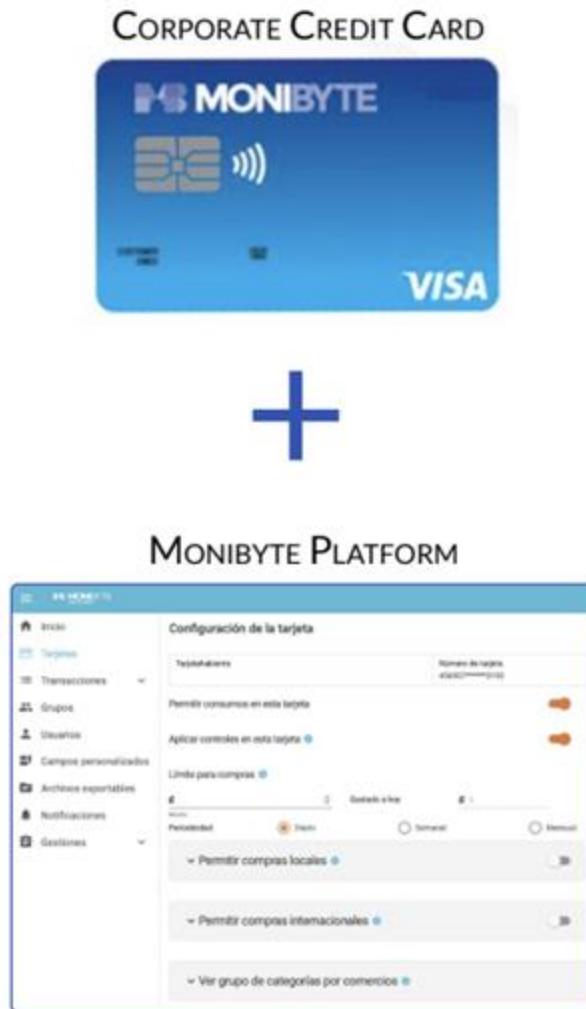 CORPORATE CREDIT CARD
MONIBYTE
VISA
+
MONIBYTE PLATFORM
MONIBYTE
Inicio
Configuración de la tarjeta
Tarjetas
Tarjetahabiente
Número de tarjeta
Transacciones
Grupos
Permitir consumos en esta tarjeta
Usuarios
Aplicar controles en esta tarjeta
Campos personalizados
Límite para compras
Archivos exportables
Notificaciones
Gastado a hoy
Gestiones
Periodicidad Diario Semanal Mensual
Permitir compras locales
Permitir compras internacionales
Ver grupo de categorías por comercios